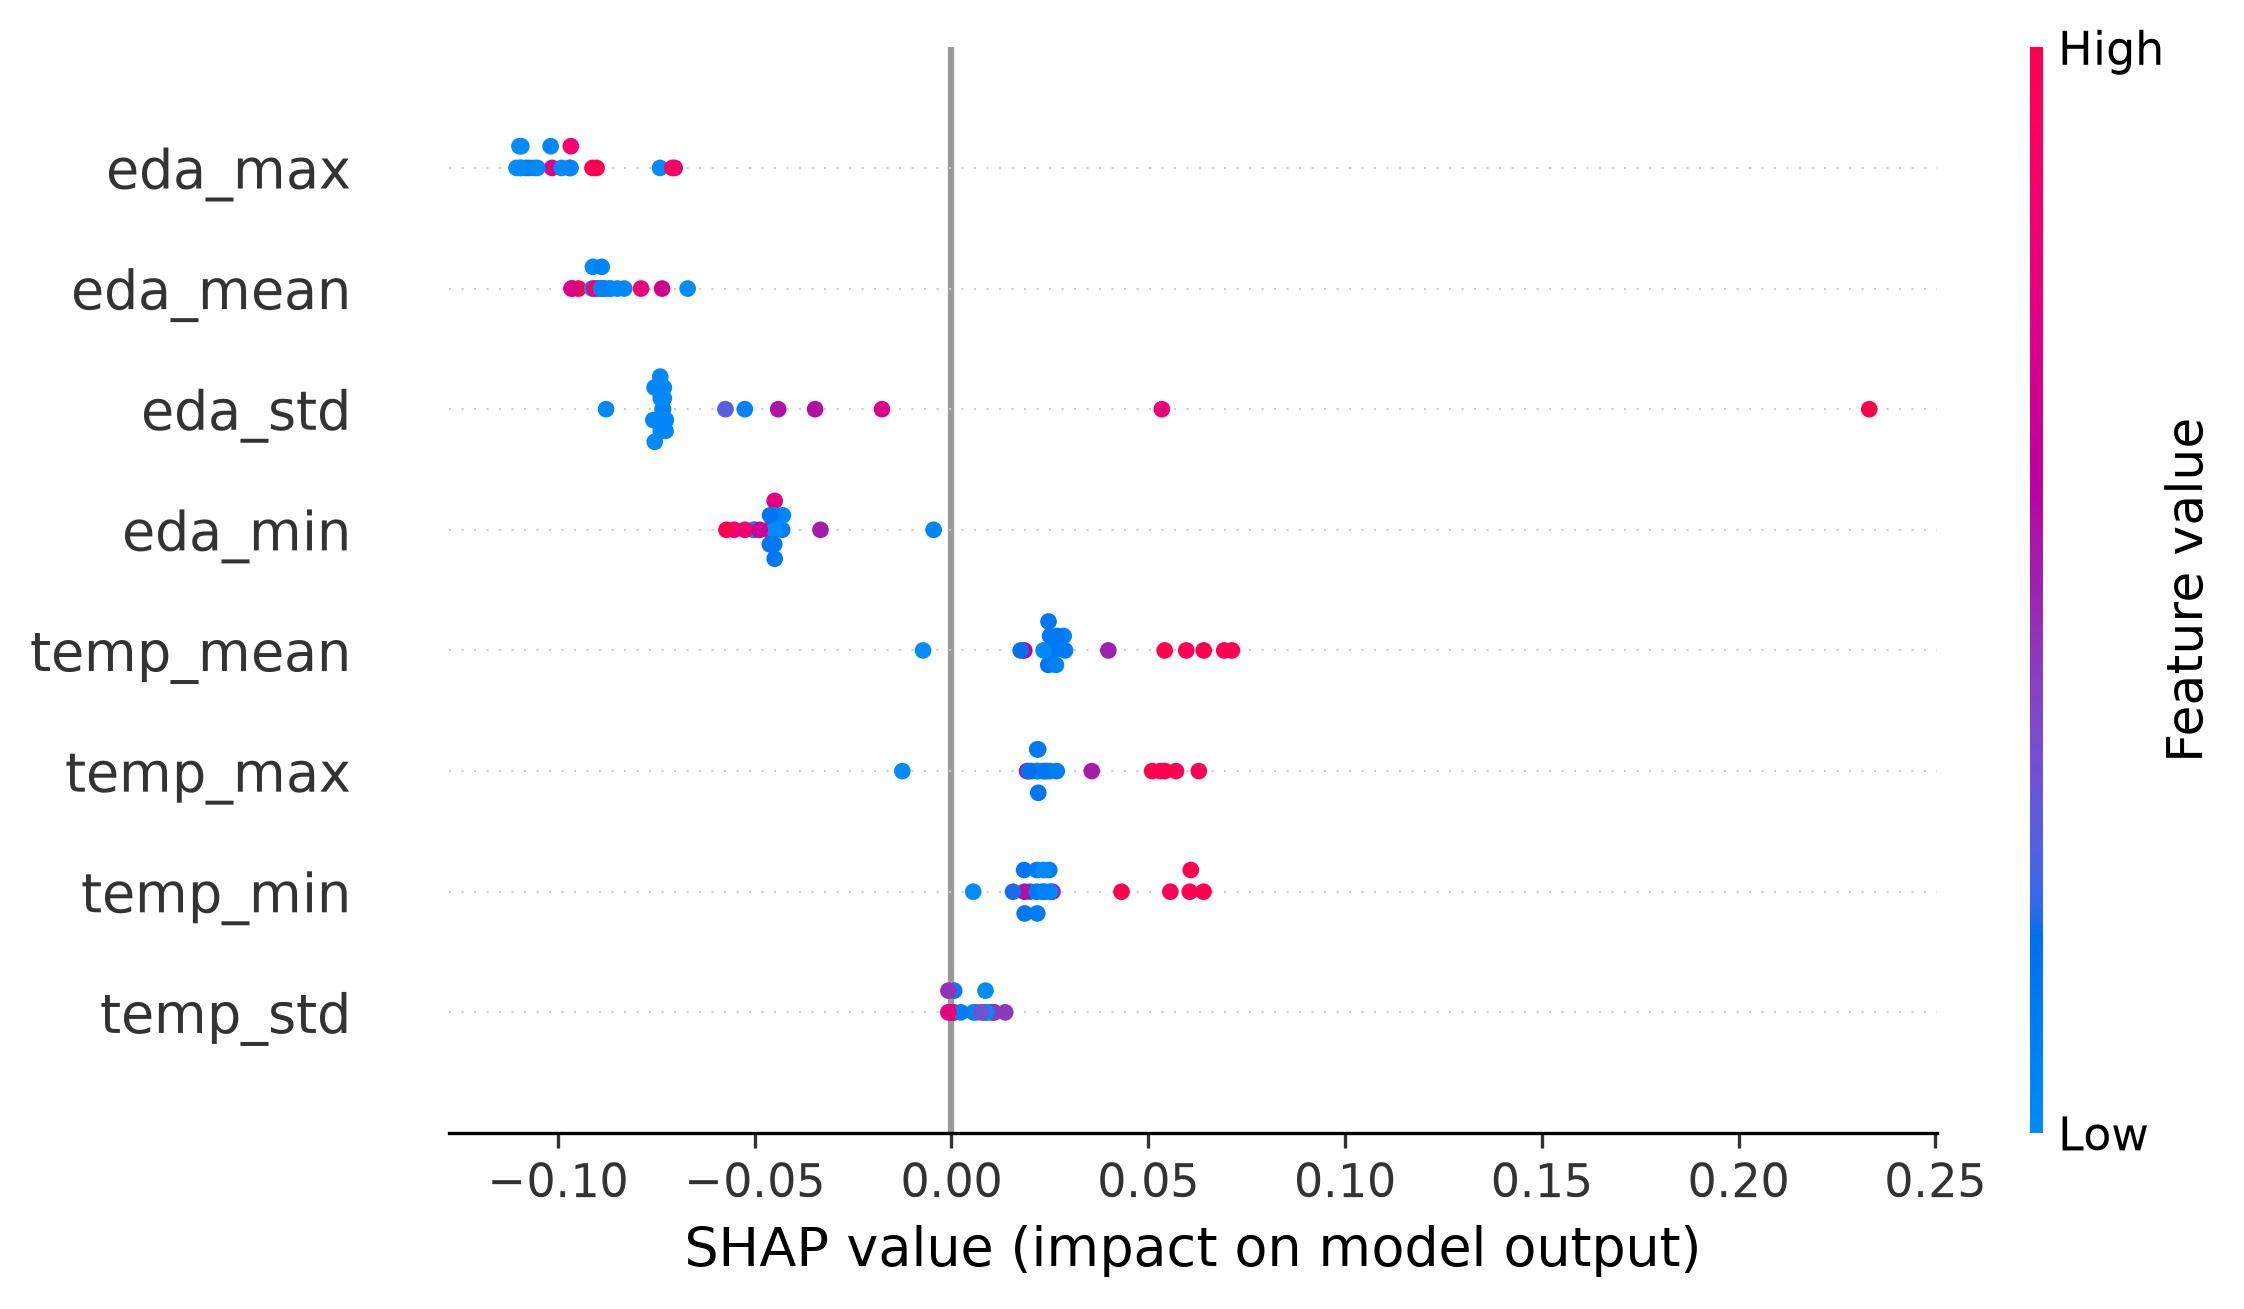 High
eda_max
eda_mean
eda_std
eda_min
temp_mean
temp_max
temp_min
temp_std
Feature value
Low
−0.10 −0.05 0.00 0.05 0.10 0.15 0.20 0.25
SHAP value (impact on model output)